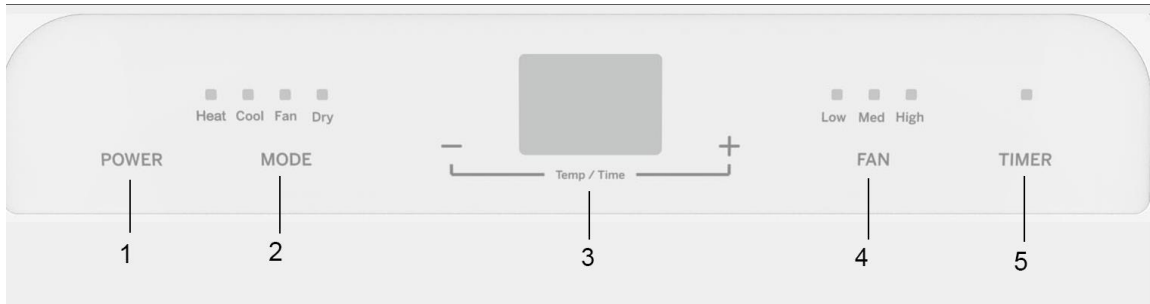 Heat Cool Fan Dry
Low Med High
POWER MODE − + FAN TIMER
Temp / Time
1 2 3 4 5